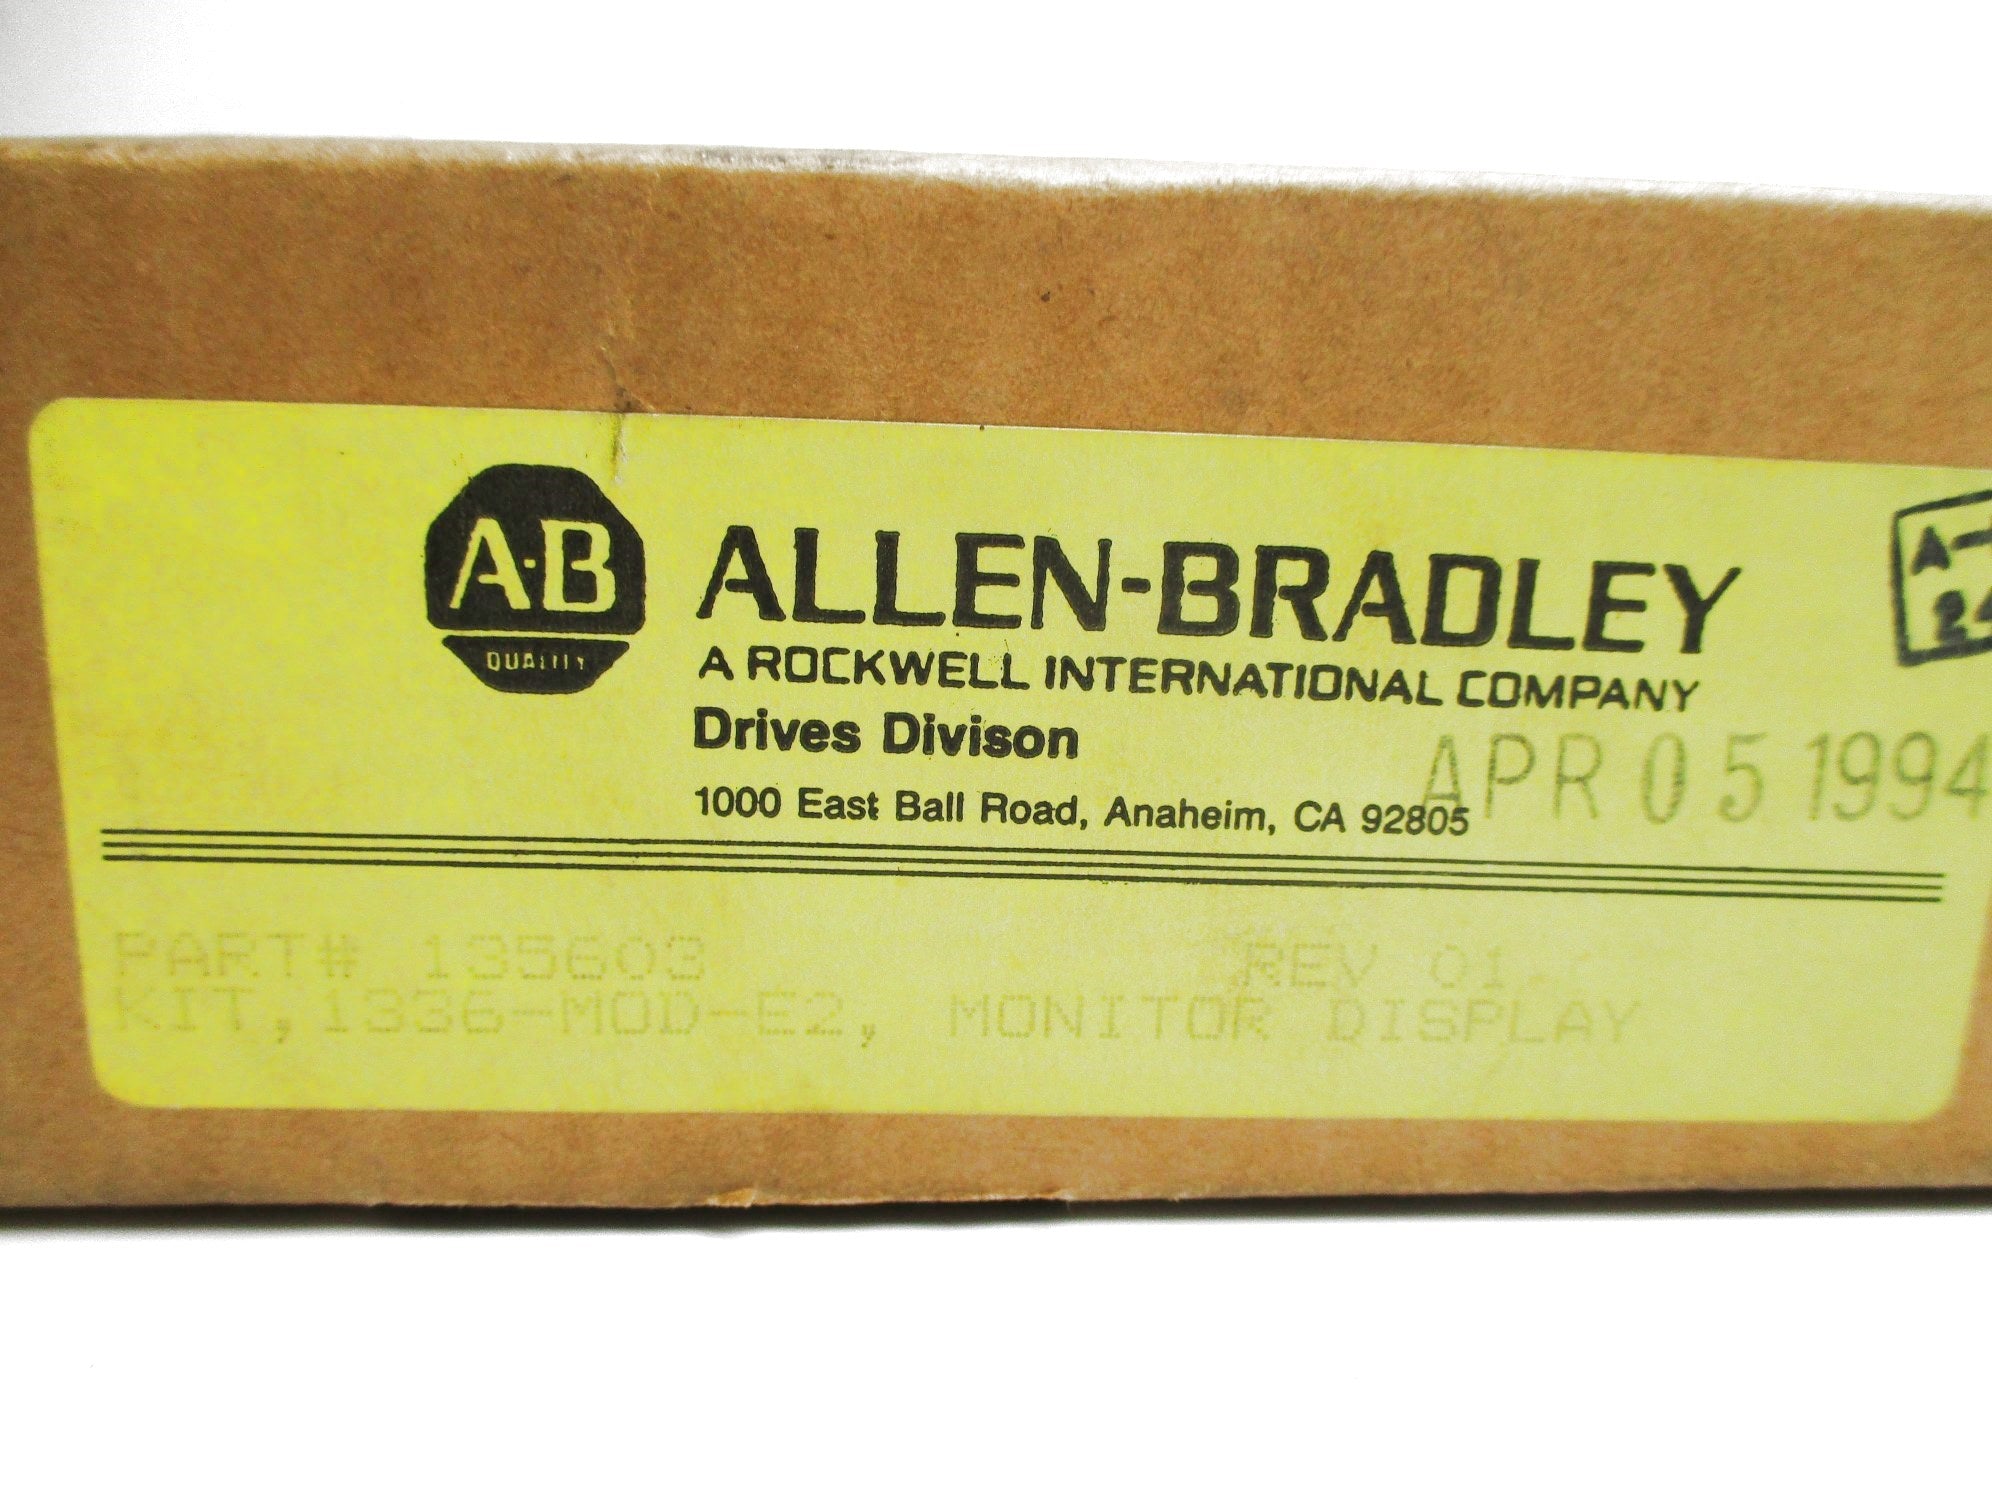 A-B
QUALITY
ALLEN-BRADLEY
A ROCKWELL INTERNATIONAL COMPANY
Drives Divison
1000 East Ball Road, Anaheim, CA 92805
A-
24
APR 05 1994
PART# 135603 REV 01
KIT, 1336-MOD-E2, MONITOR DISPLAY